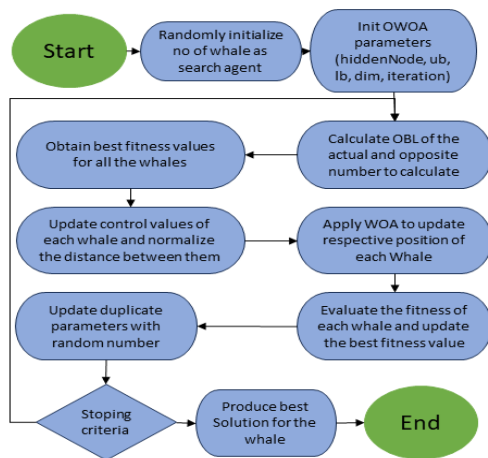 Start
Randomly initialize
no of whale as
search agent
Init OWOA
parameters
(hiddenNode, ub,
lb, dim, iteration)
Obtain best fitness values
for all the whales
Calculate OBL of the
actual and opposite
number to calculate
Update control values of
each whale and normalize
the distance between them
Apply WOA to update
respective position of
each Whale
Update duplicate
parameters with
random number
Evaluate the fitness of
each whale and update
the best fitness value
Stoping
criteria
Produce best
Solution for the
whale
End